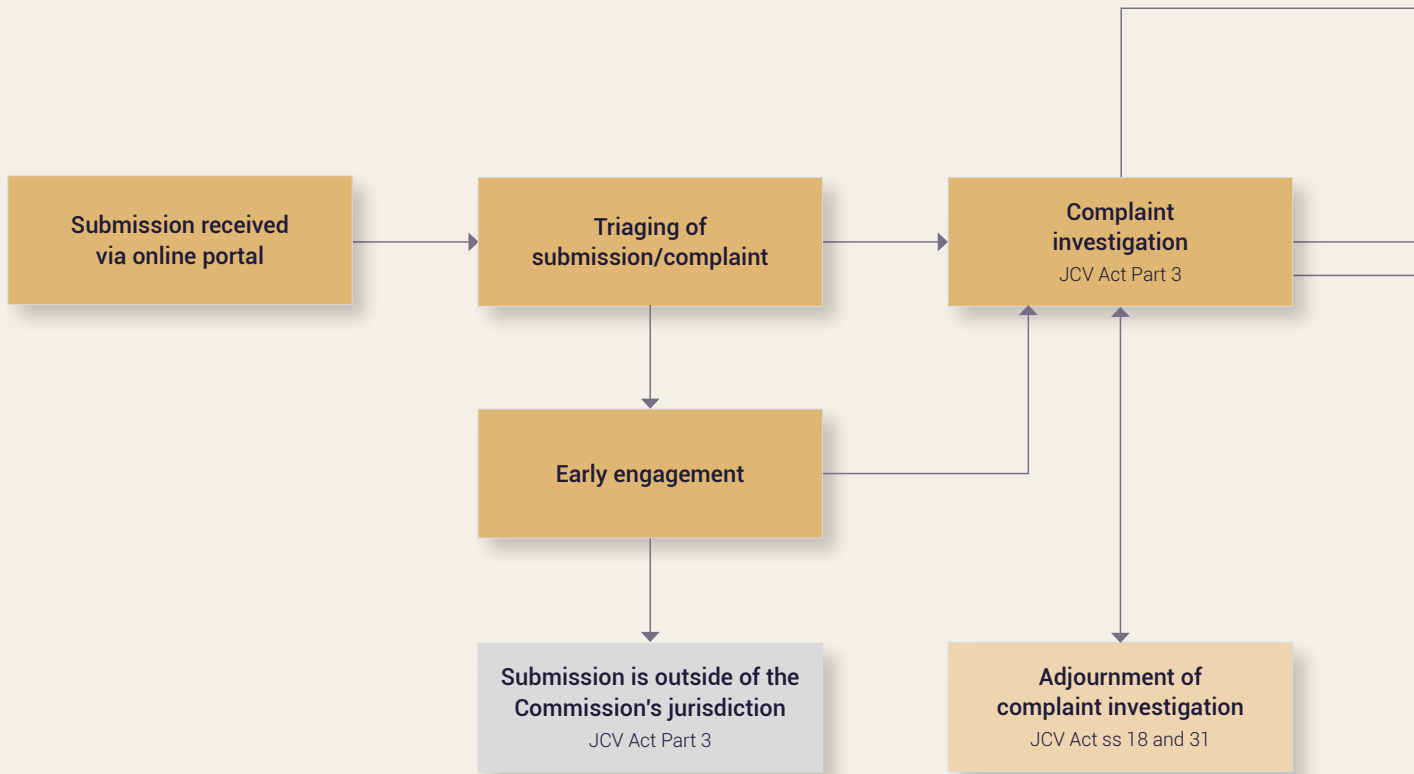 Submission received
via online portal
Triaging of
submission/complaint
Complaint
investigation
JCV Act Part 3
Early engagement
Submission is outside of the
Commission's jurisdiction
JCV Act Part 3
Adjournment of
complaint investigation
JCV Act ss 18 and 31